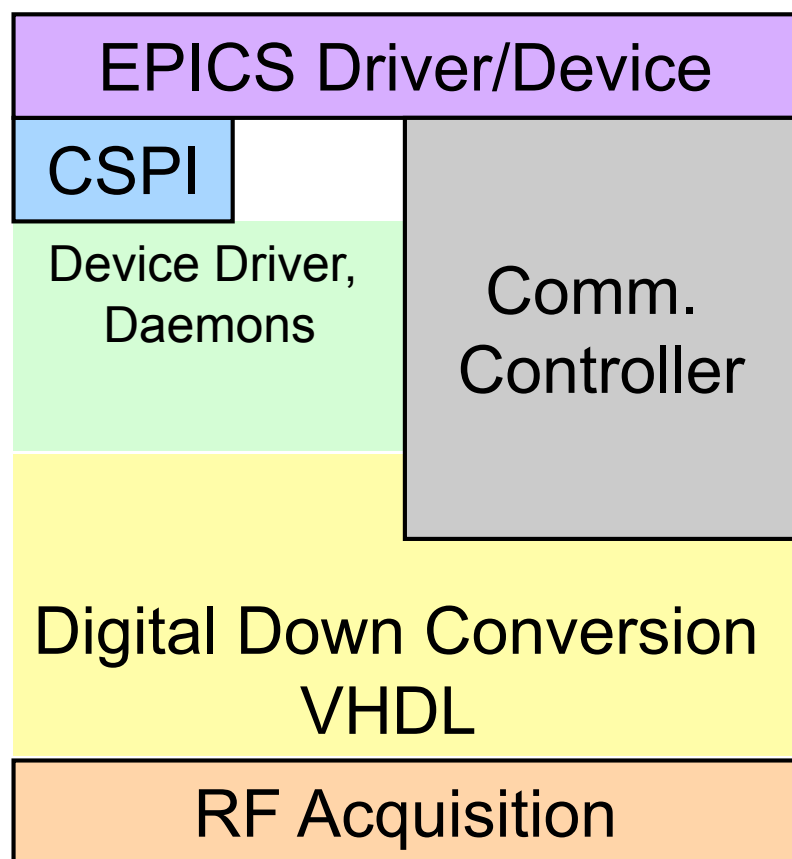 EPICS Driver/Device
CSPI
Device Driver,
Daemons
Comm.
Controller
Digital Down Conversion
VHDL
RF Acquisition